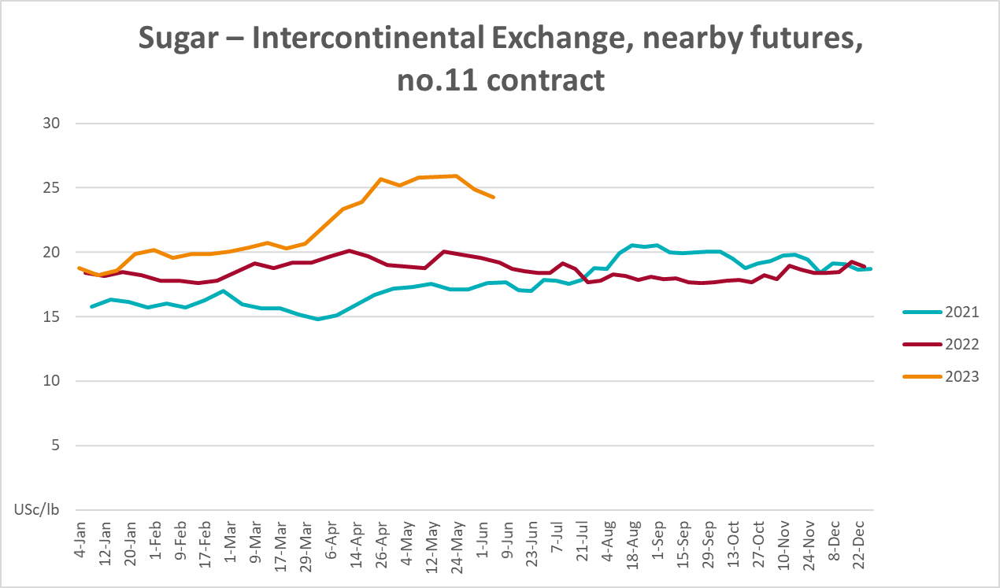 Sugar – Intercontinental Exchange, nearby futures,
no.11 contract
30
25
20
15
10
5
USc/lb
4-Jan
12-Jan
20-Jan
1-Feb
9-Feb
17-Feb
1-Mar
9-Mar
17-Mar
29-Mar
6-Apr
14-Apr
26-Apr
4-May
12-May
24-May
1-Jun
9-Jun
23-Jun
7-Jul
21-Jul
4-Aug
18-Aug
1-Sep
15-Sep
29-Sep
13-Oct
27-Oct
10-Nov
24-Nov
8-Dec
22-Dec
2021
2022
2023